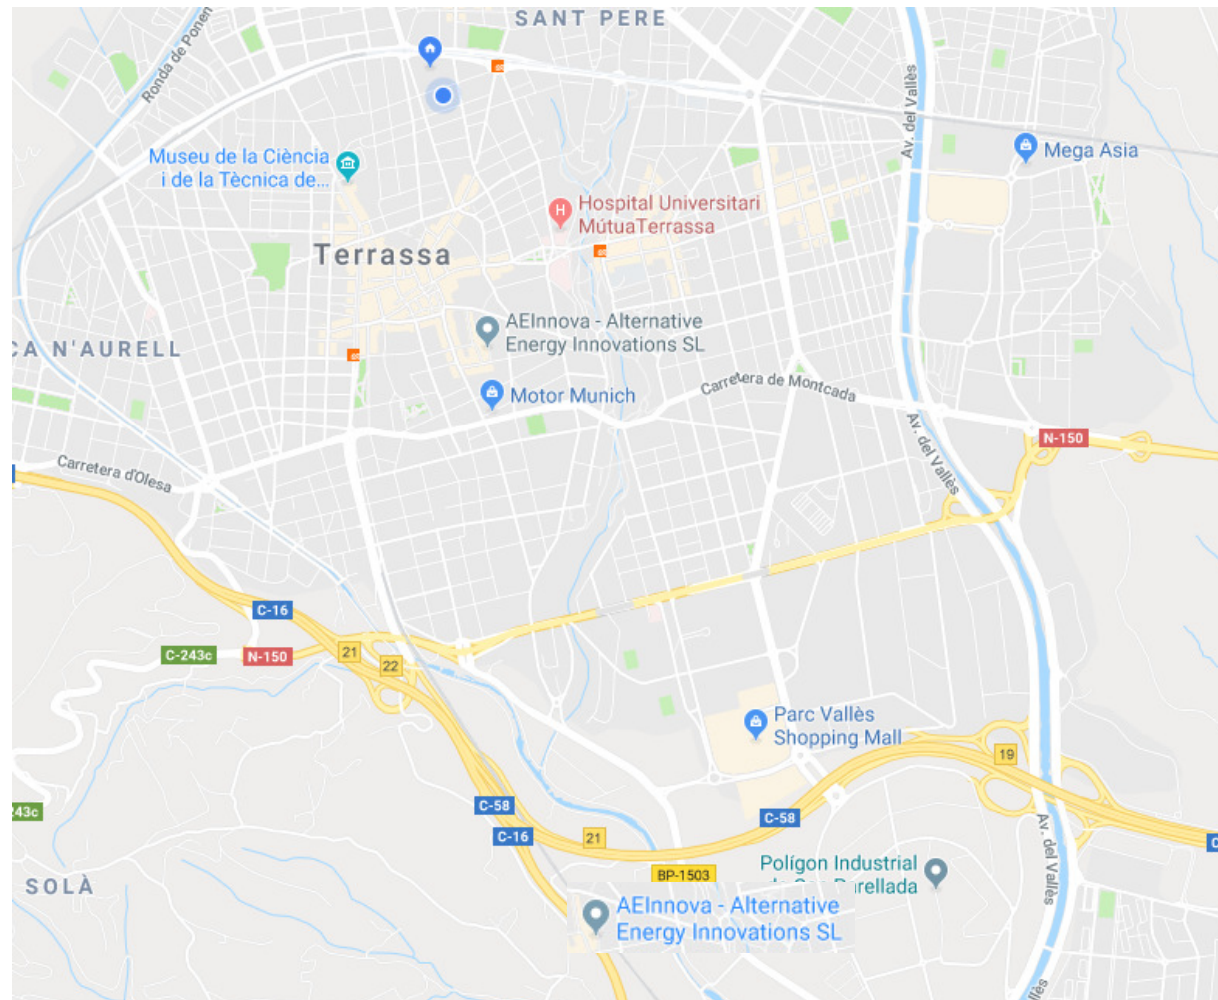 SANT PERE
Ronda de Ponen
Av. del Vallès
Mega Asia
Museu de la Ciència
i de la Tècnica de...
Hospital Universitari
MútuaTerrassa
Terrassa
AEInnova - Alternative
Energy Innovations SL
CA N'AURELL
Motor Munich
Carretera de Montcada
N-150
Av. del Vallès
Carretera d'Olesa
C-16
C-243c
N-150
21
22
Parc Vallès
Shopping Mall
19
243c
C-58
C-58
C-16
21
Av. del Vallès
BP-1503
Polígon Industrial
SOLÀ
AEInnova - Alternative
Energy Innovations SL